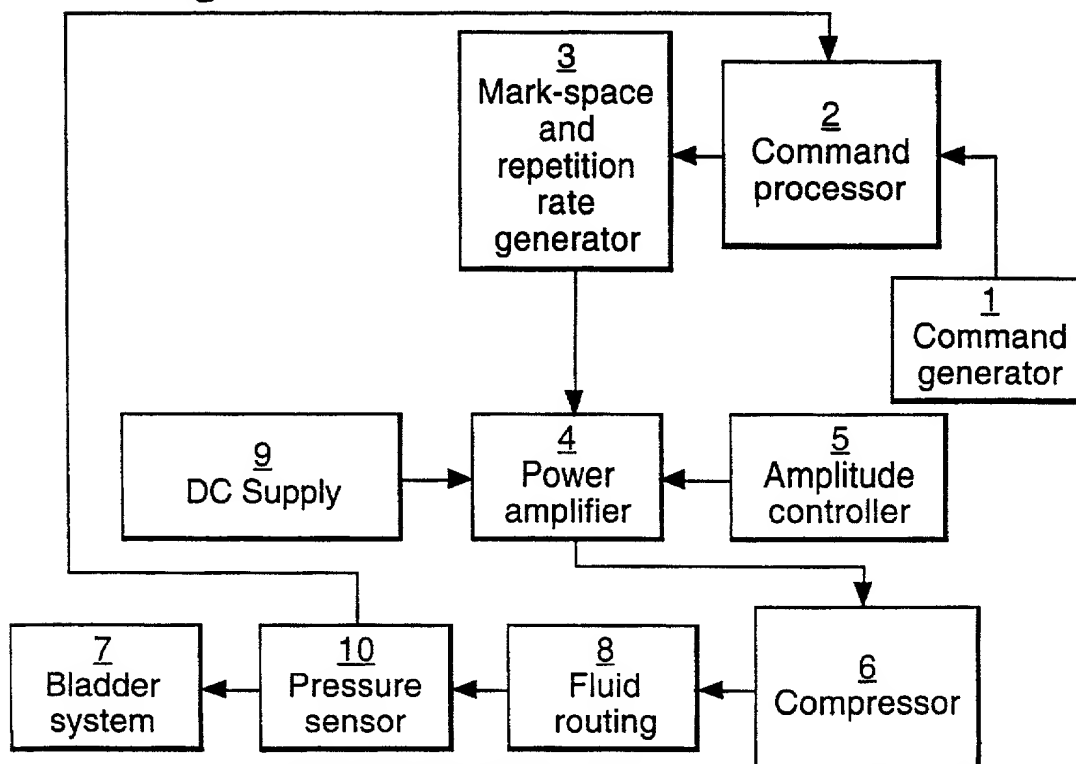 3
Mark-space
and
repetition
rate
generator
2
Command
processor
1
Command
generator
9
DC Supply
4
Power
amplifier
5
Amplitude
controller
7
Bladder
system
10
Pressure
sensor
8
Fluid
routing
6
Compressor